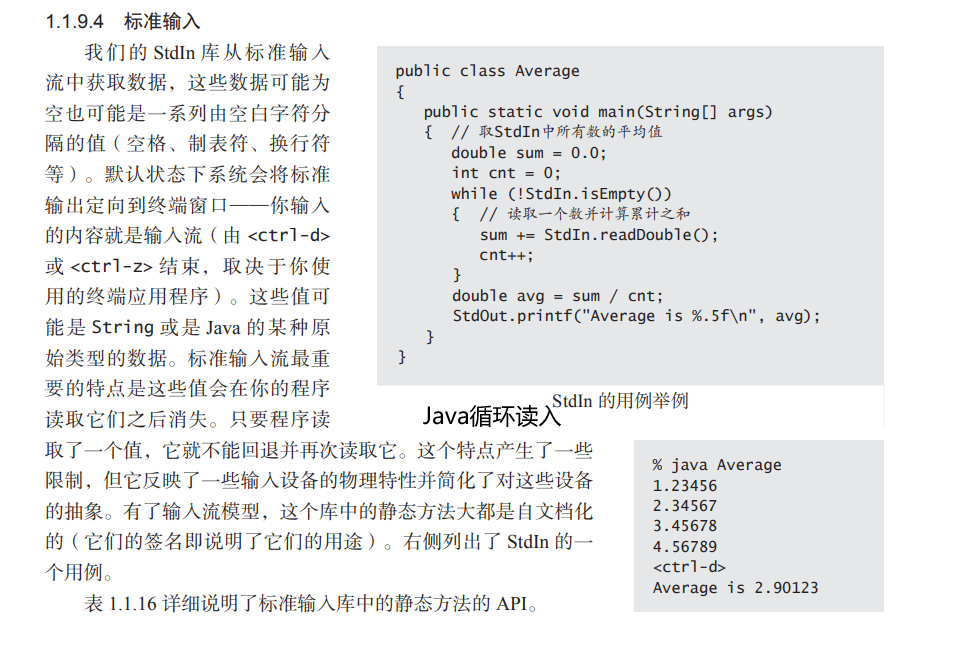 1.1.9.4 标准输入
我们的 StdIn 库从标准输入
流中获取数据，这些数据可能为
空也可能是一系列由空白字符分
隔的值（空格、制表符、换行符
等）。默认状态下系统会将标准
输出定向到终端窗口——你输入
的内容就是输入流（由 <ctrl-d>
或 <ctrl-z> 结束，取决于你使
用的终端应用程序）。这些值可
能是 String 或是 Java 的某种原
始类型的数据。标准输入流最重
要的特点是这些值会在你的程序
读取它们之后消失。只要程序读
取了一个值，它就不能回退并再次读取它。这个特点产生了一些
限制，但它反映了一些输入设备的物理特性并简化了对这些设备
的抽象。有了输入流模型，这个库中的静态方法大都是自文档化
的（它们的签名即说明了它们的用途）。右侧列出了 StdIn 的一
个用例。
表 1.1.16 详细说明了标准输入库中的静态方法的 API。
public class Average
{
public static void main(String[] args)
{ // 取StdIn中所有数的平均值
double sum = 0.0;
int cnt = 0;
while (!StdIn.isEmpty())
{ // 读取一个数并计算累计之和
sum += StdIn.readDouble();
cnt++;
}
double avg = sum / cnt;
StdOut.printf("Average is %.5f\n", avg);
}
}
StdIn 的用例举例
Java循环读入
% java Average
1.23456
2.34567
3.45678
4.56789
<ctrl-d>
Average is 2.90123